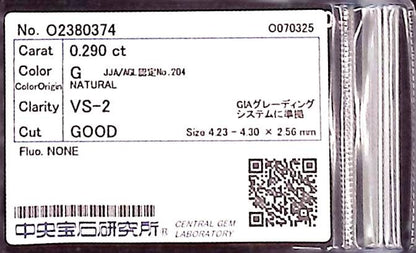 No. O2380374 O070325
Carat 0.290 ct
Color G JJA/AGL認定No.204
ColorOrigin NATURAL
Clarity VS-2 GIAグレーディング
システムに準拠
Cut GOOD Size 4.23 - 4.30 × 2.56 mm
Fluo. NONE
中央宝石研究所® CENTRAL GEM
LABORATORY